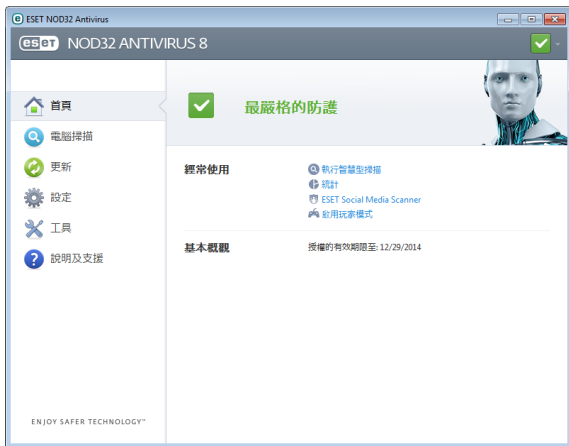 ESET NOD32 Antivirus
eset NOD32 ANTIVIRUS 8
首頁
電腦掃描
更新
設定
工具
說明及支援
ENJOY SAFER TECHNOLOGY™
最嚴格的防護
經常使用
執行智慧型掃描
統計
ESET Social Media Scanner
啟用玩家模式
基本概觀
授權的有效期限至: 12/29/2014